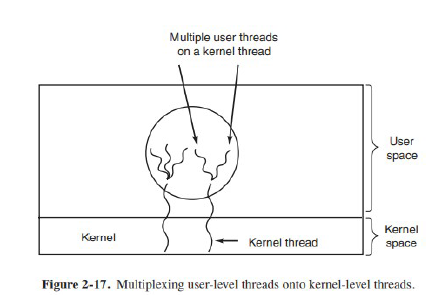 Multiple user threads
on a kernel thread
User
space
Kernel
Kernel thread
Kernel
space
Figure 2-17. Multiplexing user-level threads onto kernel-level threads.